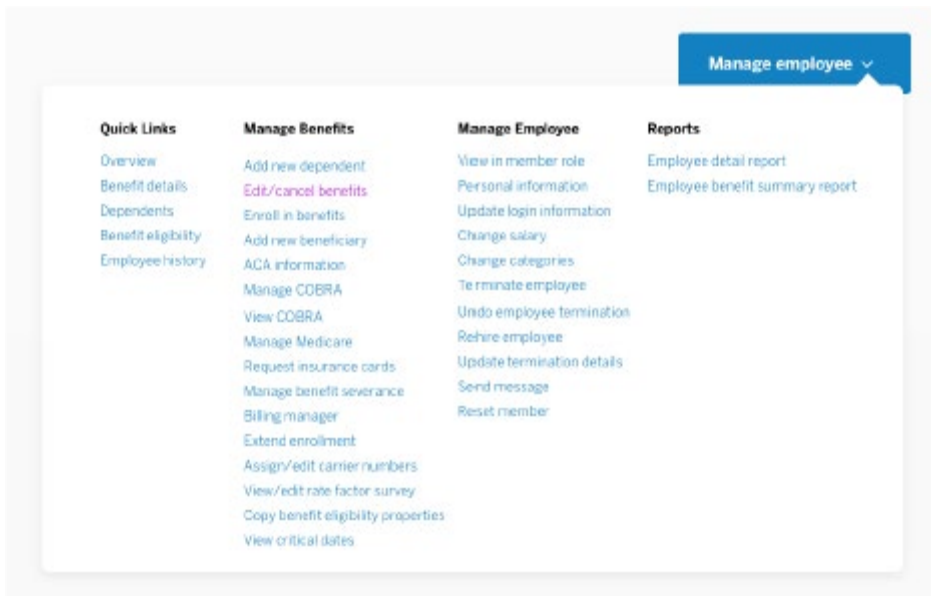 Manage employee
Quick Links
Overview
Benefit details
Dependents
Benefit eligibility
Employee history
Manage Benefits
Add new dependent
Edit/cancel benefits
Enroll in benefits
Add new beneficiary
ACA information
Manage COBRA
View COBRA
Manage Medicare
Request insurance cards
Manage benefit severance
Billing manager
Extend enrollment
Assign/edit carrier numbers
View/edit rate factor survey
Copy benefit eligibility properties
View critical dates
Manage Employee
View in member role
Personal information
Update login information
Change salary
Change categories
Terminate employee
Undo employee termination
Rehire employee
Update termination details
Send message
Reset member
Reports
Employee detail report
Employee benefit summary report